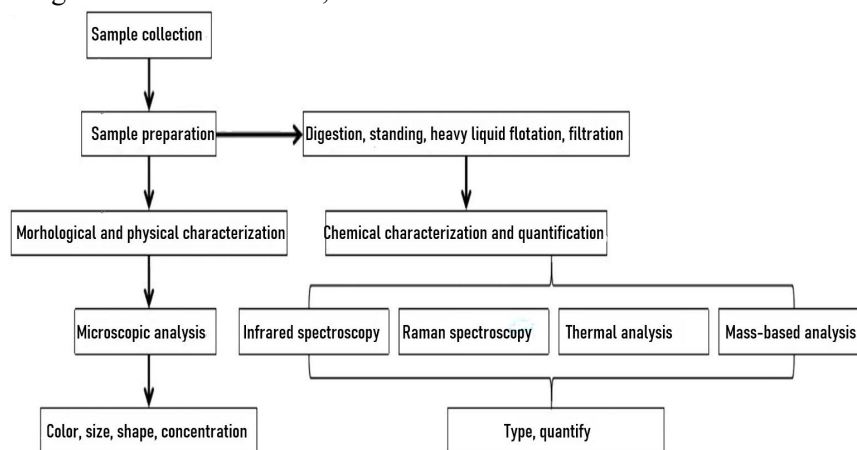 Sample collection
Sample preparation
Digestion, standing, heavy liquid flotation, filtration
Morhological and physical characterization
Chemical characterization and quantification
Microscopic analysis
Infrared spectroscopy
Raman spectroscopy
Thermal analysis
Mass-based analysis
Color, size, shape, concentration
Type, quantify